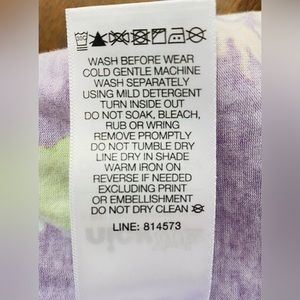 WASH BEFORE WEAR
COLD GENTLE MACHINE
WASH SEPARATELY
USING MILD DETERGENT
TURN INSIDE OUT
DO NOT SOAK, BLEACH,
RUB OR WRING
REMOVE PROMPTLY
DO NOT TUMBLE DRY
LINE DRY IN SHADE
WARM IRON ON
REVERSE IF NEEDED
EXCLUDING PRINT
OR EMBELLISHMENT
DO NOT DRY CLEAN
LINE: 814573